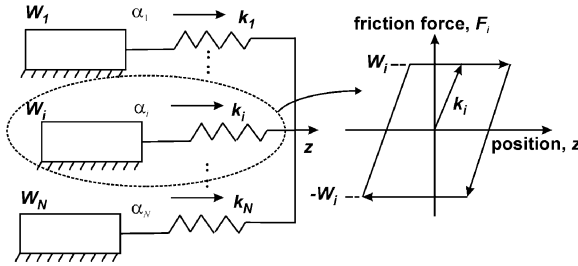 W1 α1 k1
Wi αi ki
z
WN αN kN
friction force, Fi
Wi
ki
position, z
-Wi